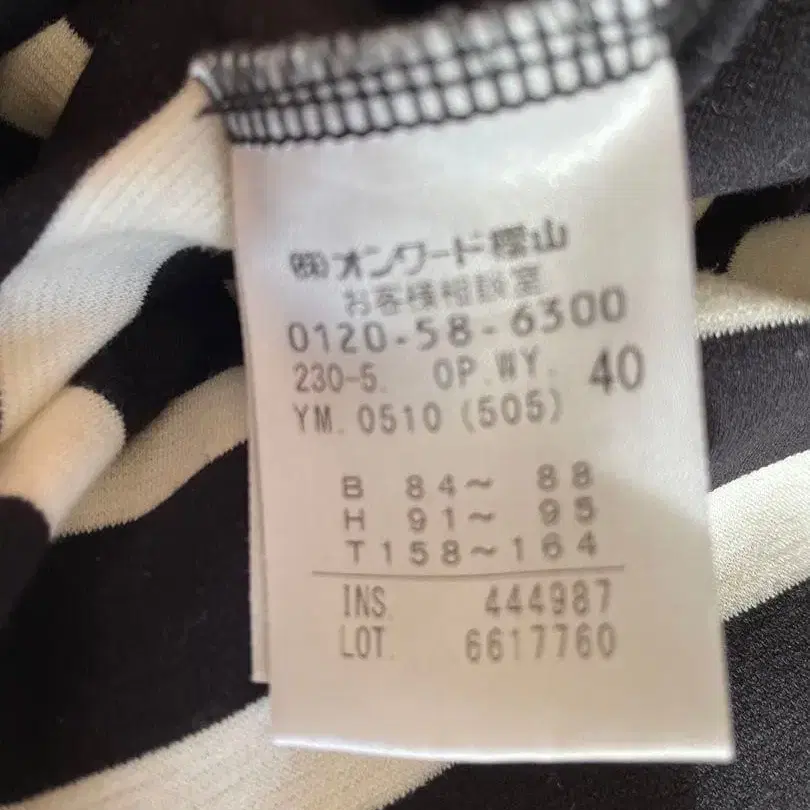 ㈱オンワード樫山
お客様相談室
0120-58-6300
230-5. OP.WY. 40
YM. 0510 (505)
B 84～ 88
H 91～ 95
T158～164
INS. 444987
LOT. 6617760